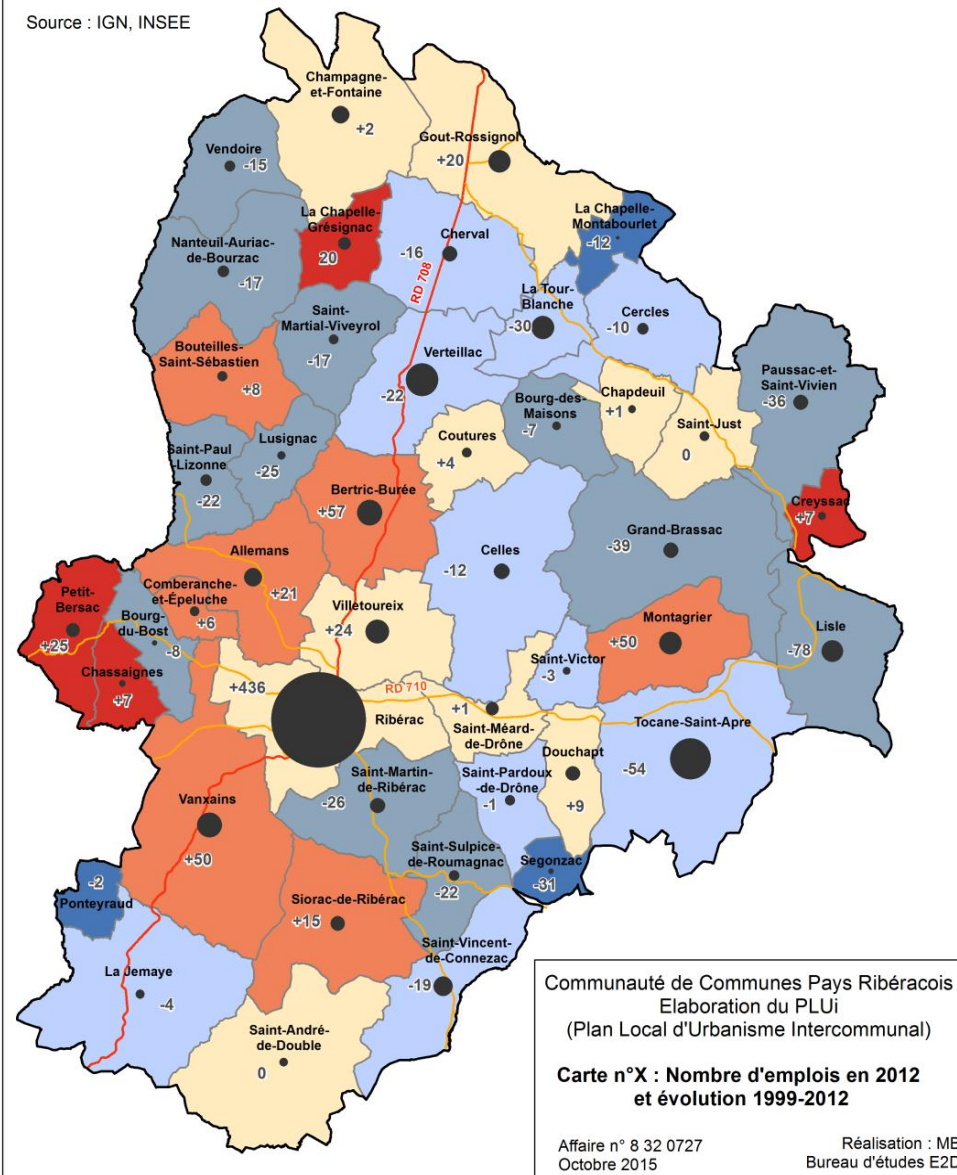 Source : IGN, INSEE
Champagne-
et-Fontaine
+2
Gout-Rossignol
+20
Vendoire
-15
La Chapelle-
Grésignac
20
La Chapelle-
Montabourlet
-12
Nanteuil-Auriac-
de-Bourzac
-17
Cherval
-16
RD 708
La Tour-
Blanche
-30
Cercles
-10
Saint-
Martial-Viveyrol
-17
Bouteilles-
Saint-Sébastien
+8
Verteillac
-22
Paussac-et-
Saint-Vivien
-36
Bourg-des-
Maisons
-7
Chapdeuil
+1
Saint-Just
0
Coutures
+4
Lusignac
-25
Saint-Paul
-Lizonne
-22
Bertric-Burée
+57
Creyssac
+7
Grand-Brassac
-39
Allemans
+21
Celles
-12
Comberanche-
et-Épeluche
+6
Petit-
Bersac
+25
Bourg-
du-Bost
-8
Villetoureix
+24
Montagrier
+50
Lisle
-78
Chassaignes
+7
Saint-Victor
-3
+436
RD 710
Ribérac
+1
Saint-Méard-
de-Drône
Tocane-Saint-Apre
-54
Douchapt
+9
Saint-Martin-
de-Ribérac
-26
Saint-Pardoux
-de-Drône
-1
Vanxains
+50
Saint-Sulpice-
de-Roumagnac
-22
Segonzac
-31
-2
Ponteyraud
Siorac-de-Ribérac
+15
Saint-Vincent-
de-Connezac
-19
La Jemaye
-4
Saint-André-
de-Double
0
Communauté de Communes Pays Ribéracois
Elaboration du PLUi
(Plan Local d'Urbanisme Intercommunal)
Carte n°X : Nombre d'emplois en 2012
et évolution 1999-2012
Affaire n° 8 32 0727
Réalisation : MB
Octobre 2015
Bureau d'études